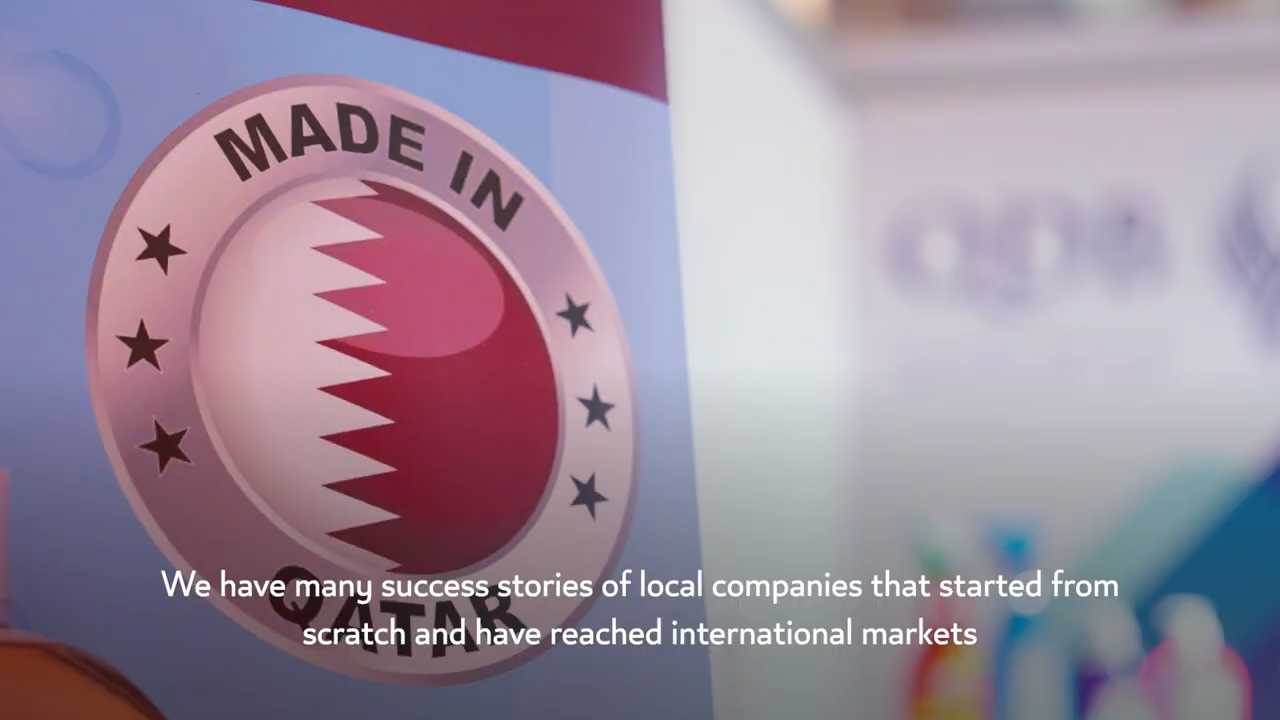 MADE IN
QATAR
We have many success stories of local companies that started from
scratch and have reached international markets